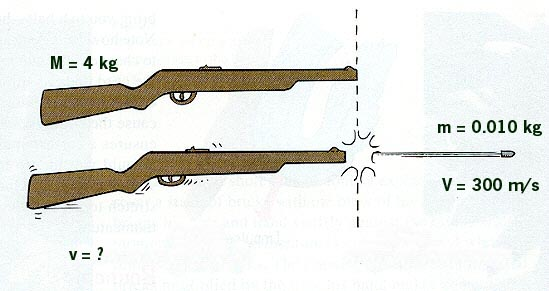 M = 4 kg
m = 0.010 kg
V = 300 m/s
v = ?